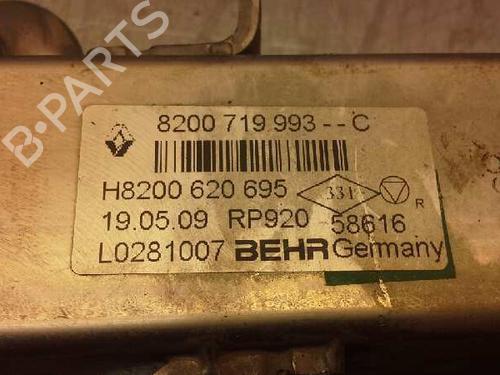 B-PARTS
8200 719 993 -- C
H8200 620 695 331
19.05.09 RP920 58616 R
L0281007 BEHR Germany